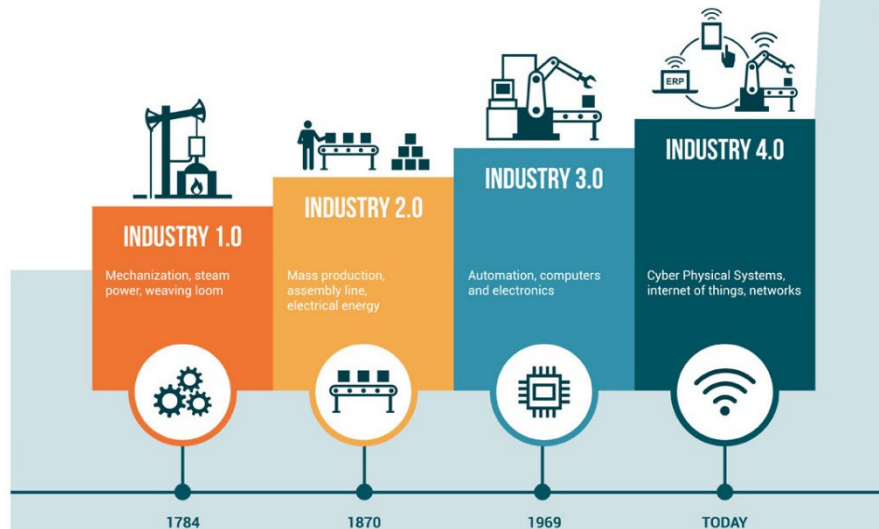 ERP
INDUSTRY 1.0
Mechanization, steam
power, weaving loom
INDUSTRY 2.0
Mass production,
assembly line,
electrical energy
INDUSTRY 3.0
Automation, computers
and electronics
INDUSTRY 4.0
Cyber Physical Systems,
internet of things, networks
1784
1870
1969
TODAY